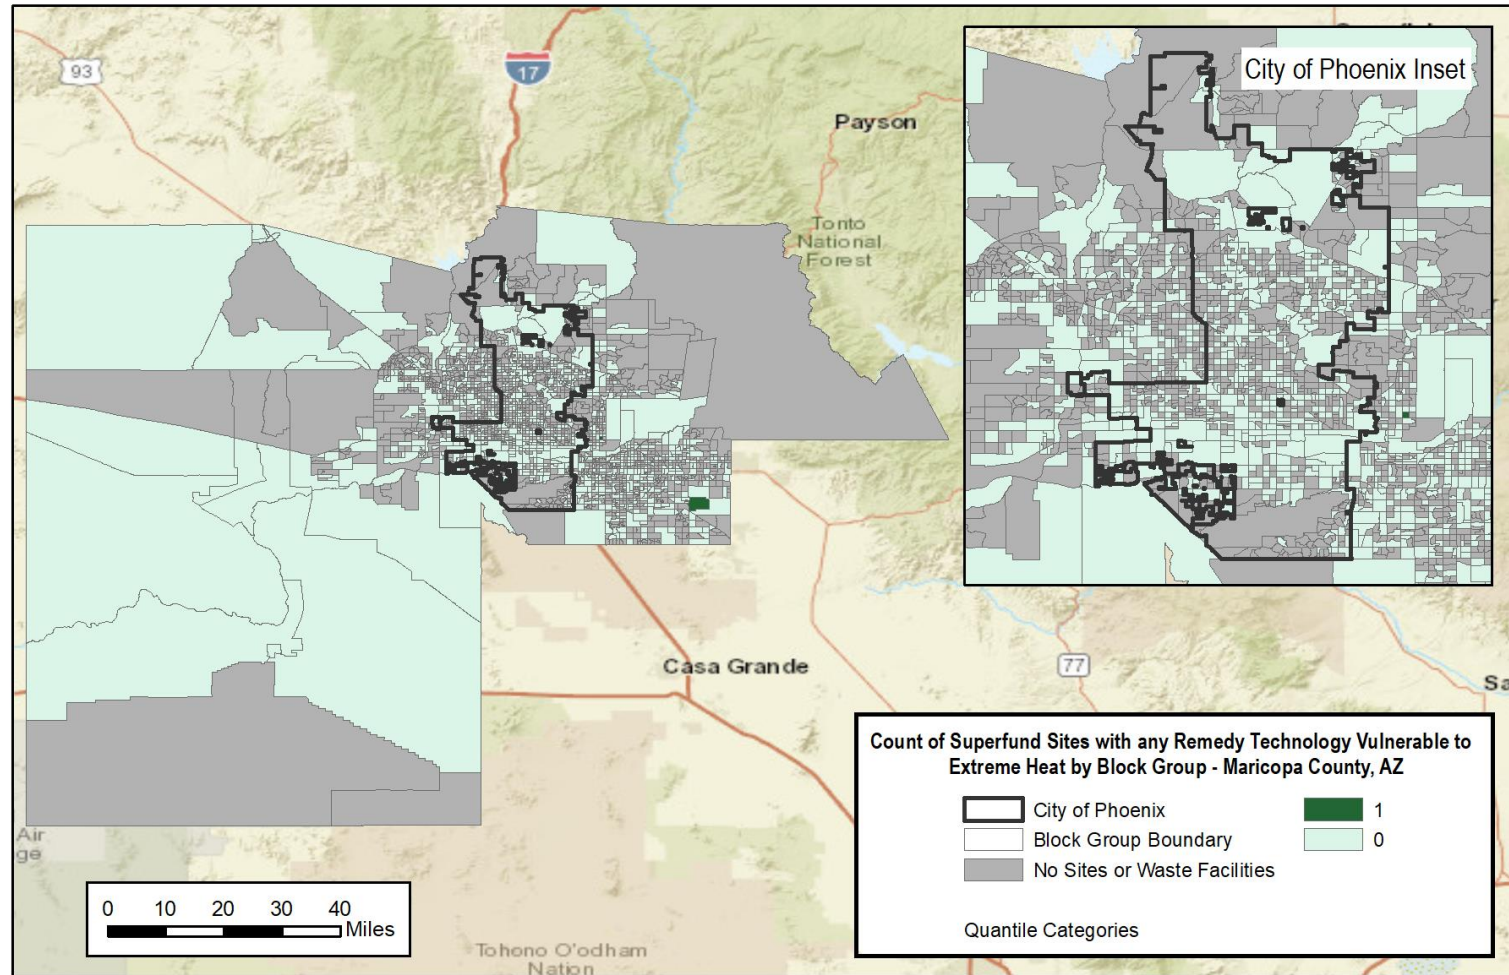 93
17
Payson
Tonto
National
Forest
City of Phoenix Inset
Casa Grande
77
Sa
Air
ge
Tohono O'odham
Nation
0 10 20 30 40
Miles
Count of Superfund Sites with any Remedy Technology Vulnerable to
Extreme Heat by Block Group - Maricopa County, AZ
City of Phoenix
1
Block Group Boundary
0
No Sites or Waste Facilities
Quantile Categories